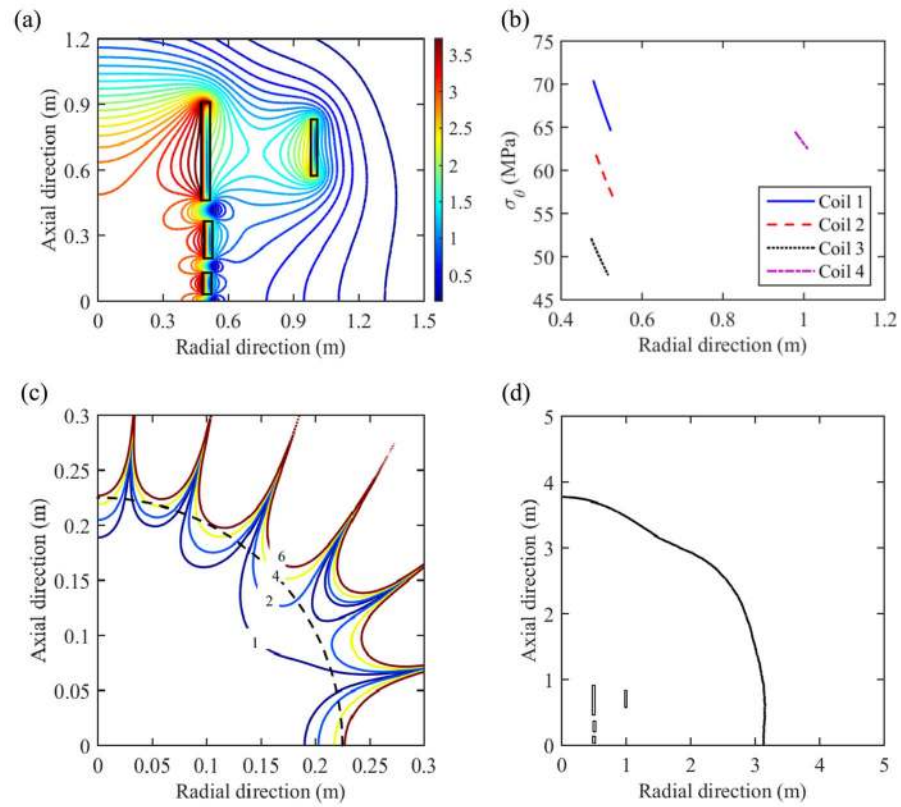 (a)
1.2
0.9
0.6
0.3
0
0 0.3 0.6 0.9 1.2 1.5
Axial direction (m)
Radial direction (m)
3.5
3
2.5
2
1.5
1
0.5
(b)
75
70
65
60
55
50
45
0.4 0.6 0.8 1 1.2
σθ (MPa)
Radial direction (m)
Coil 1
Coil 2
Coil 3
Coil 4
(c)
0.3
0.25
0.2
0.15
0.1
0.05
0
0 0.05 0.1 0.15 0.2 0.25 0.3
Axial direction (m)
Radial direction (m)
6
4
2
1
(d)
5
4
3
2
1
0
0 1 2 3 4 5
Axial direction (m)
Radial direction (m)